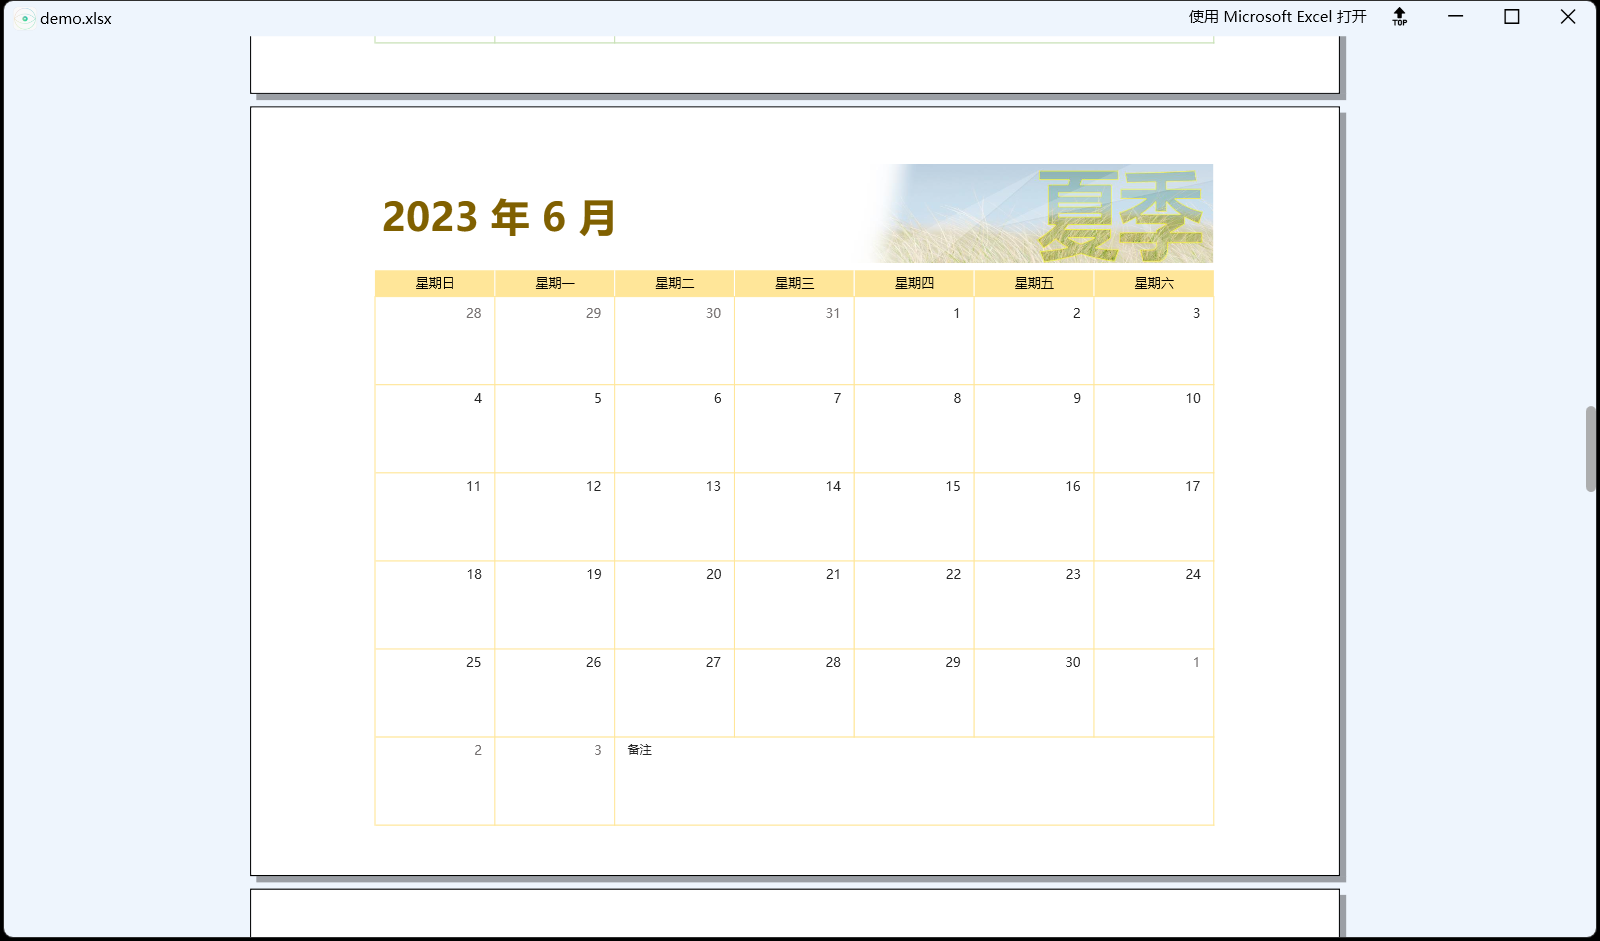 demo.xlsx 使用 Microsoft Excel 打开 TOP
2023 年 6 月 夏季
星期日 星期一 星期二 星期三 星期四 星期五 星期六
28 29 30 31 1 2 3
4 5 6 7 8 9 10
11 12 13 14 15 16 17
18 19 20 21 22 23 24
25 26 27 28 29 30 1
2 3 备注